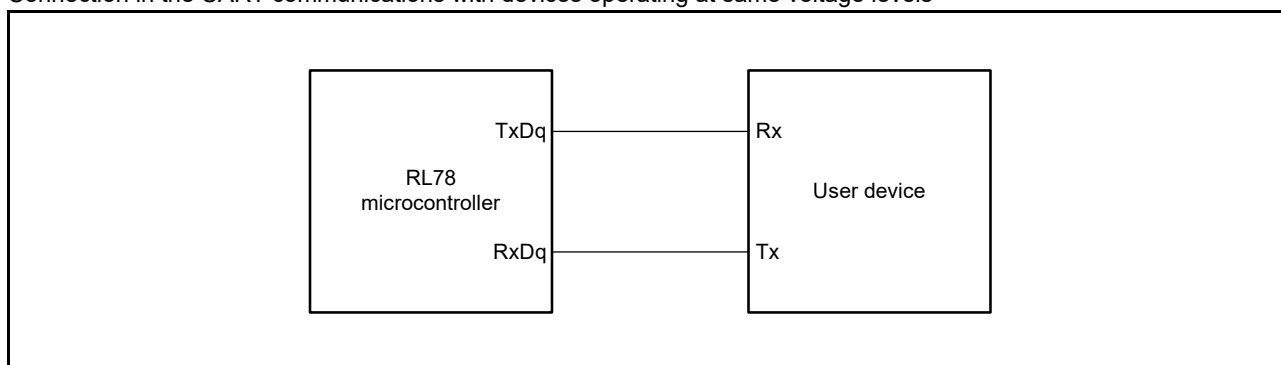 Connection in the UART communications with devices operating at same voltage levels
TxDq
Rx
RL78
microcontroller
User device
RxDq
Tx